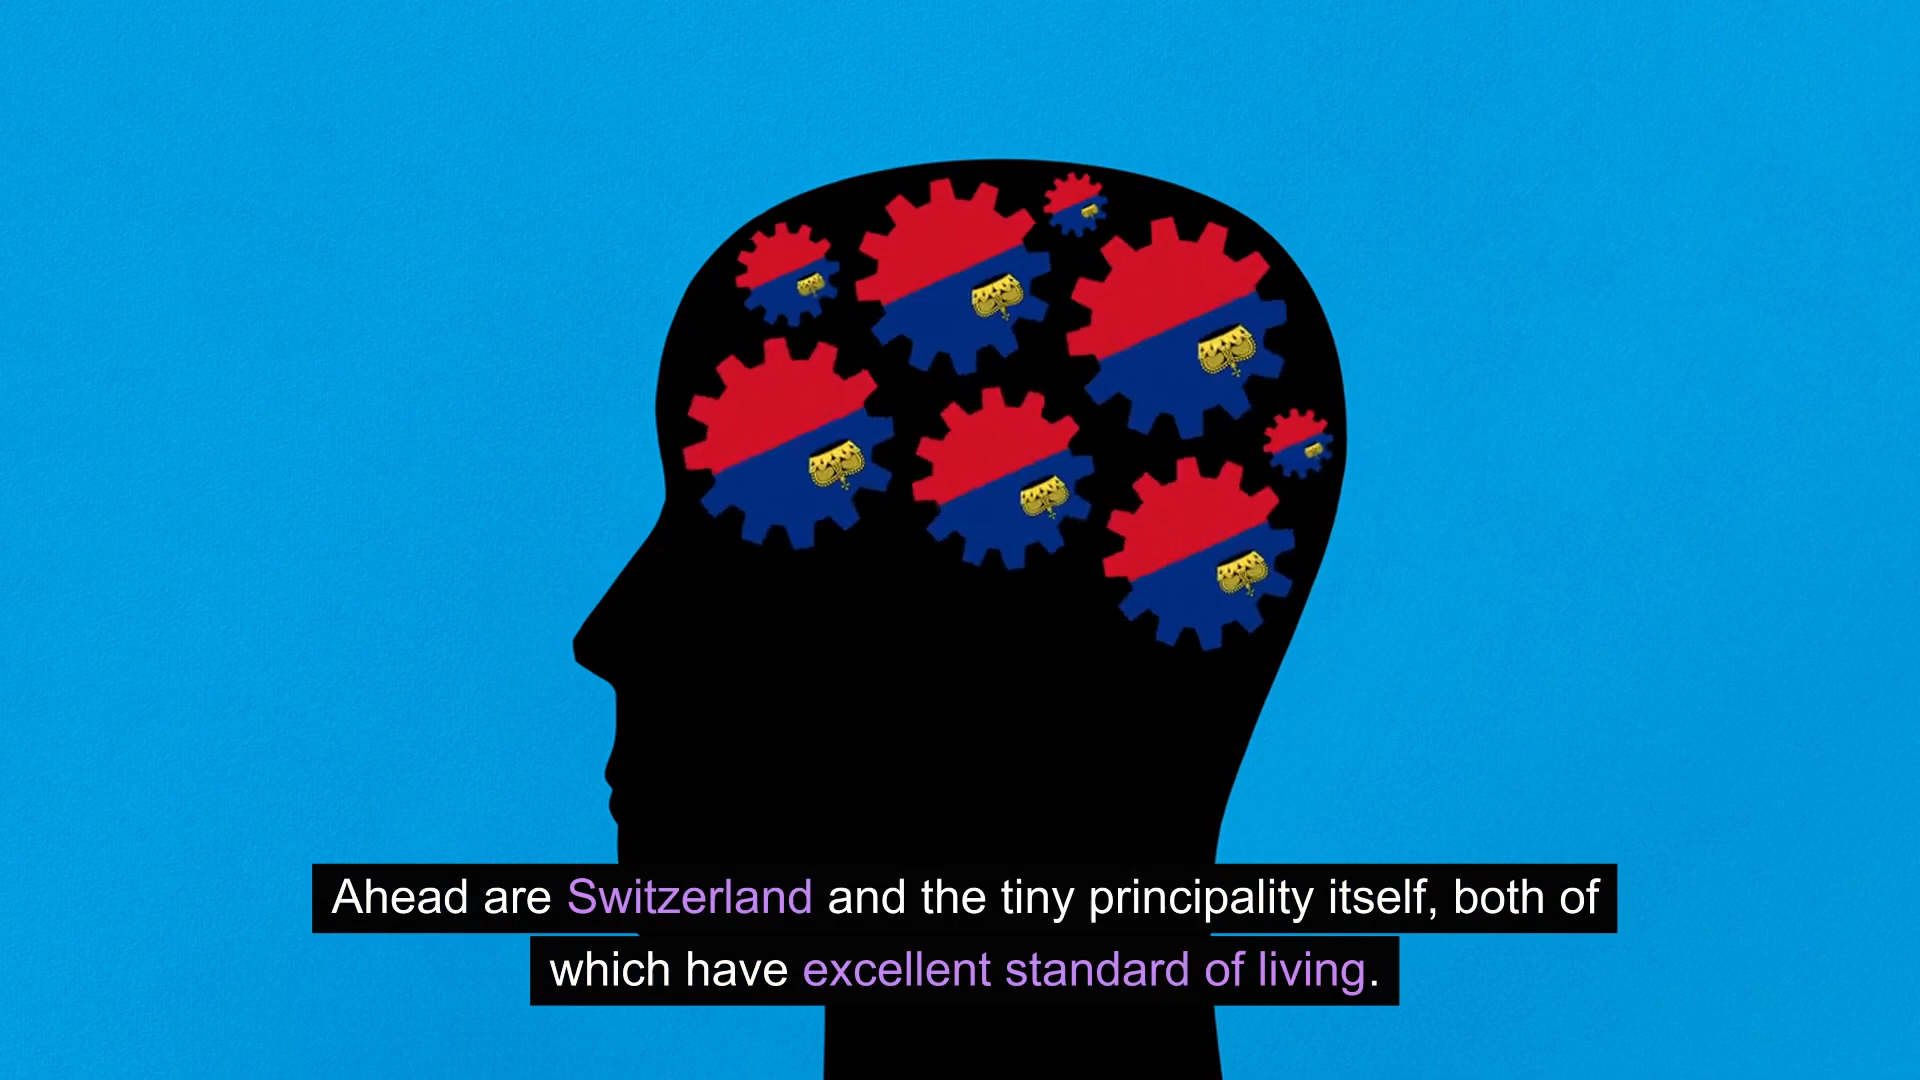 Ahead are Switzerland and the tiny principality itself, both of
which have excellent standard of living.